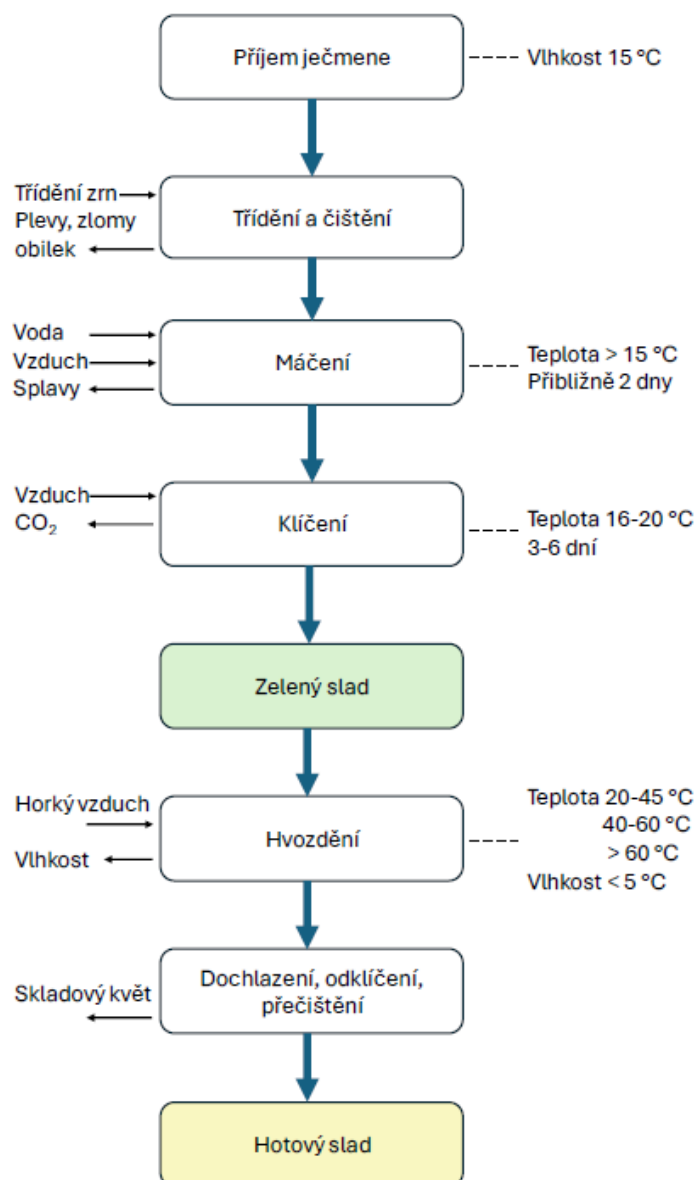 Příjem ječmene
Vlhkost 15 °C
Třídění zrn
Plevy, zlomy
obilek
Třídění a čištění
Voda
Vzduch
Splavy
Máčení
Teplota > 15 °C
Přibližně 2 dny
Vzduch
CO₂
Klíčení
Teplota 16-20 °C
3-6 dní
Zelený slad
Horký vzduch
Vlhkost
Hvozdění
Teplota 20-45 °C
40-60 °C
> 60 °C
Vlhkost < 5 °C
Skladový květ
Dochlazení, odklíčení,
přečištění
Hotový slad